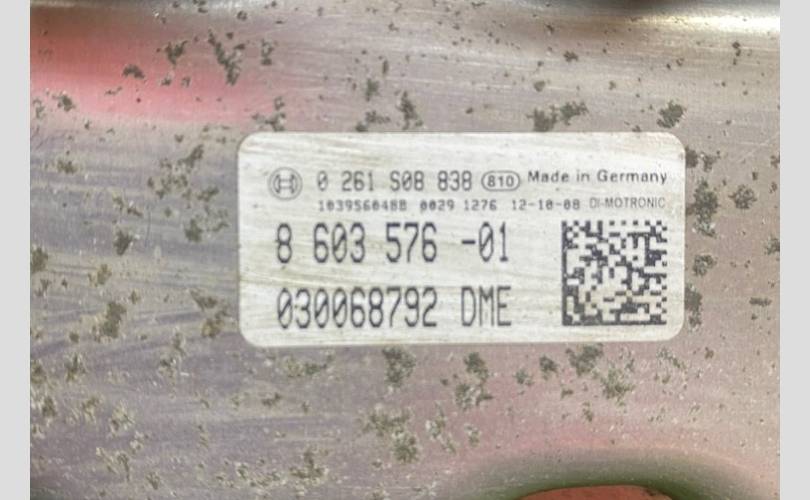 0 261 S08 838 810 Made in Germany
1039S6048B 0029 1276 12-10-08 DI-MOTRONIC
8 603 576 -01
030068792 DME